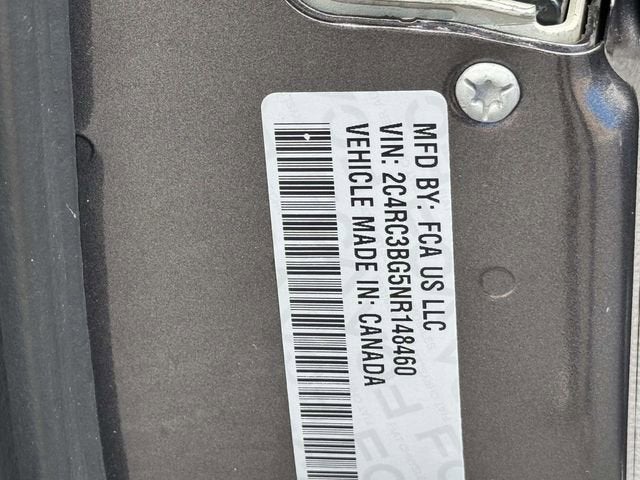 MFD BY: FCA US LLC
VIN: 2C4RC3BG5NR148460
VEHICLE MADE IN: CANADA